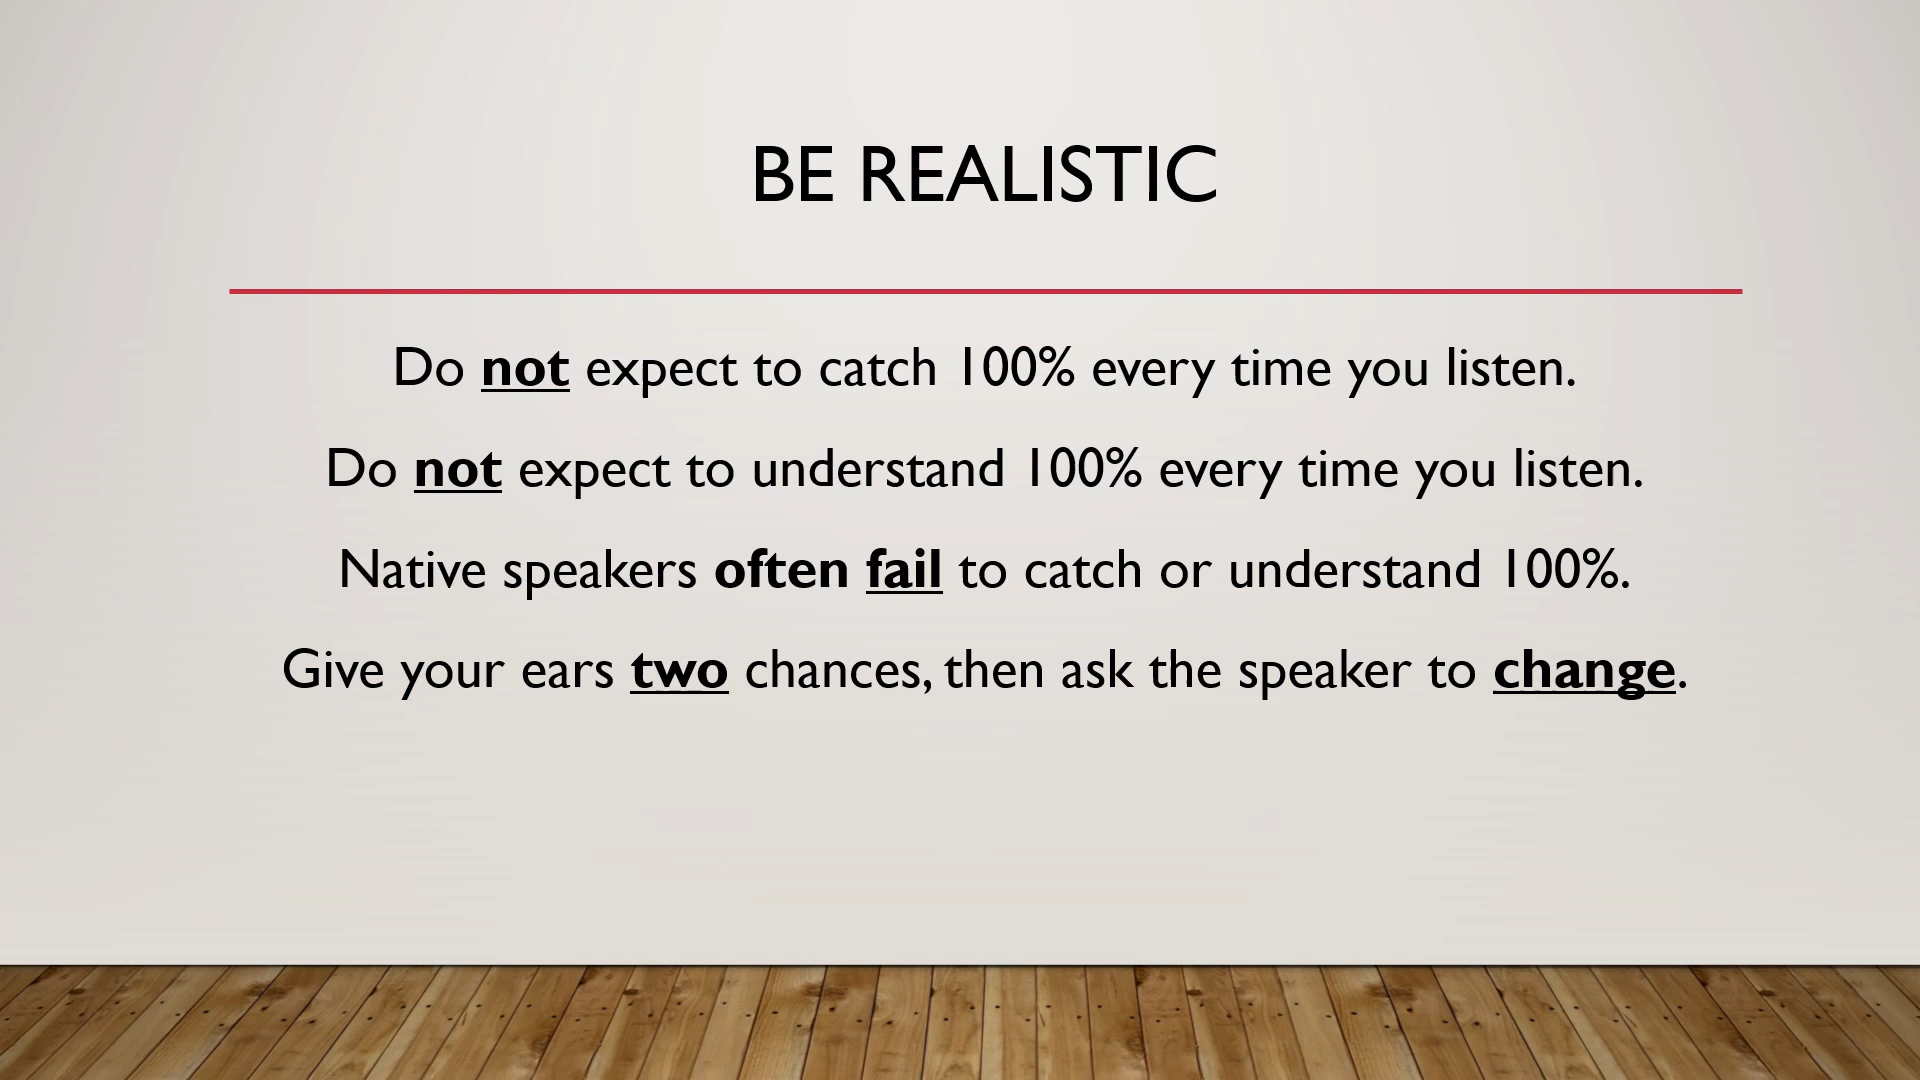 BE REALISTIC
Do not expect to catch 100% every time you listen.
Do not expect to understand 100% every time you listen.
Native speakers often fail to catch or understand 100%.
Give your ears two chances, then ask the speaker to change.